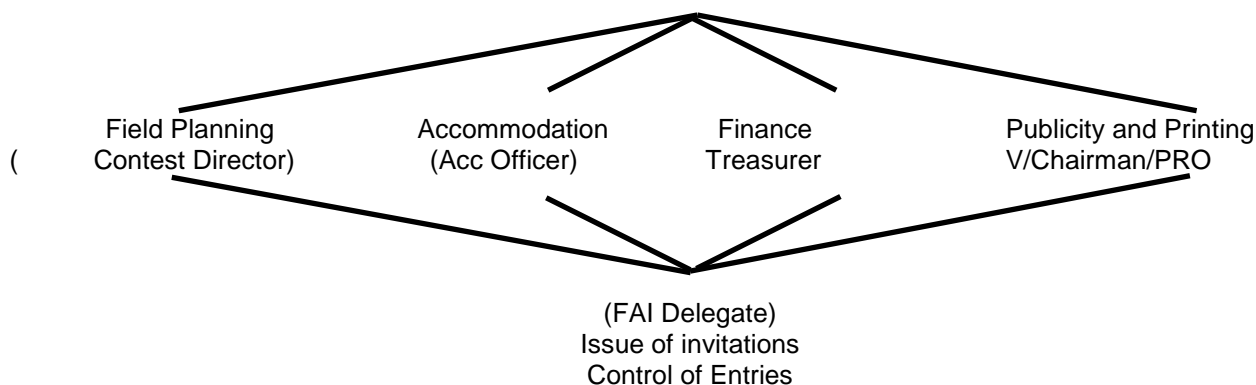 Field Planning Accommodation Finance Publicity and Printing
( Contest Director) (Acc Officer) Treasurer V/Chairman/PRO
(FAI Delegate)
Issue of invitations
Control of Entries